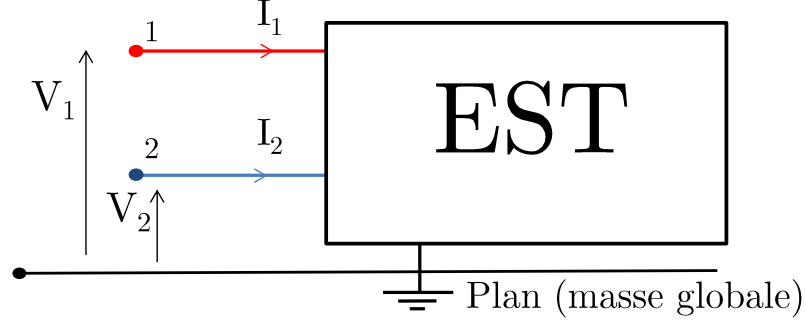 I₁
1
V₁
EST
I₂
2
V₂
Plan (masse globale)